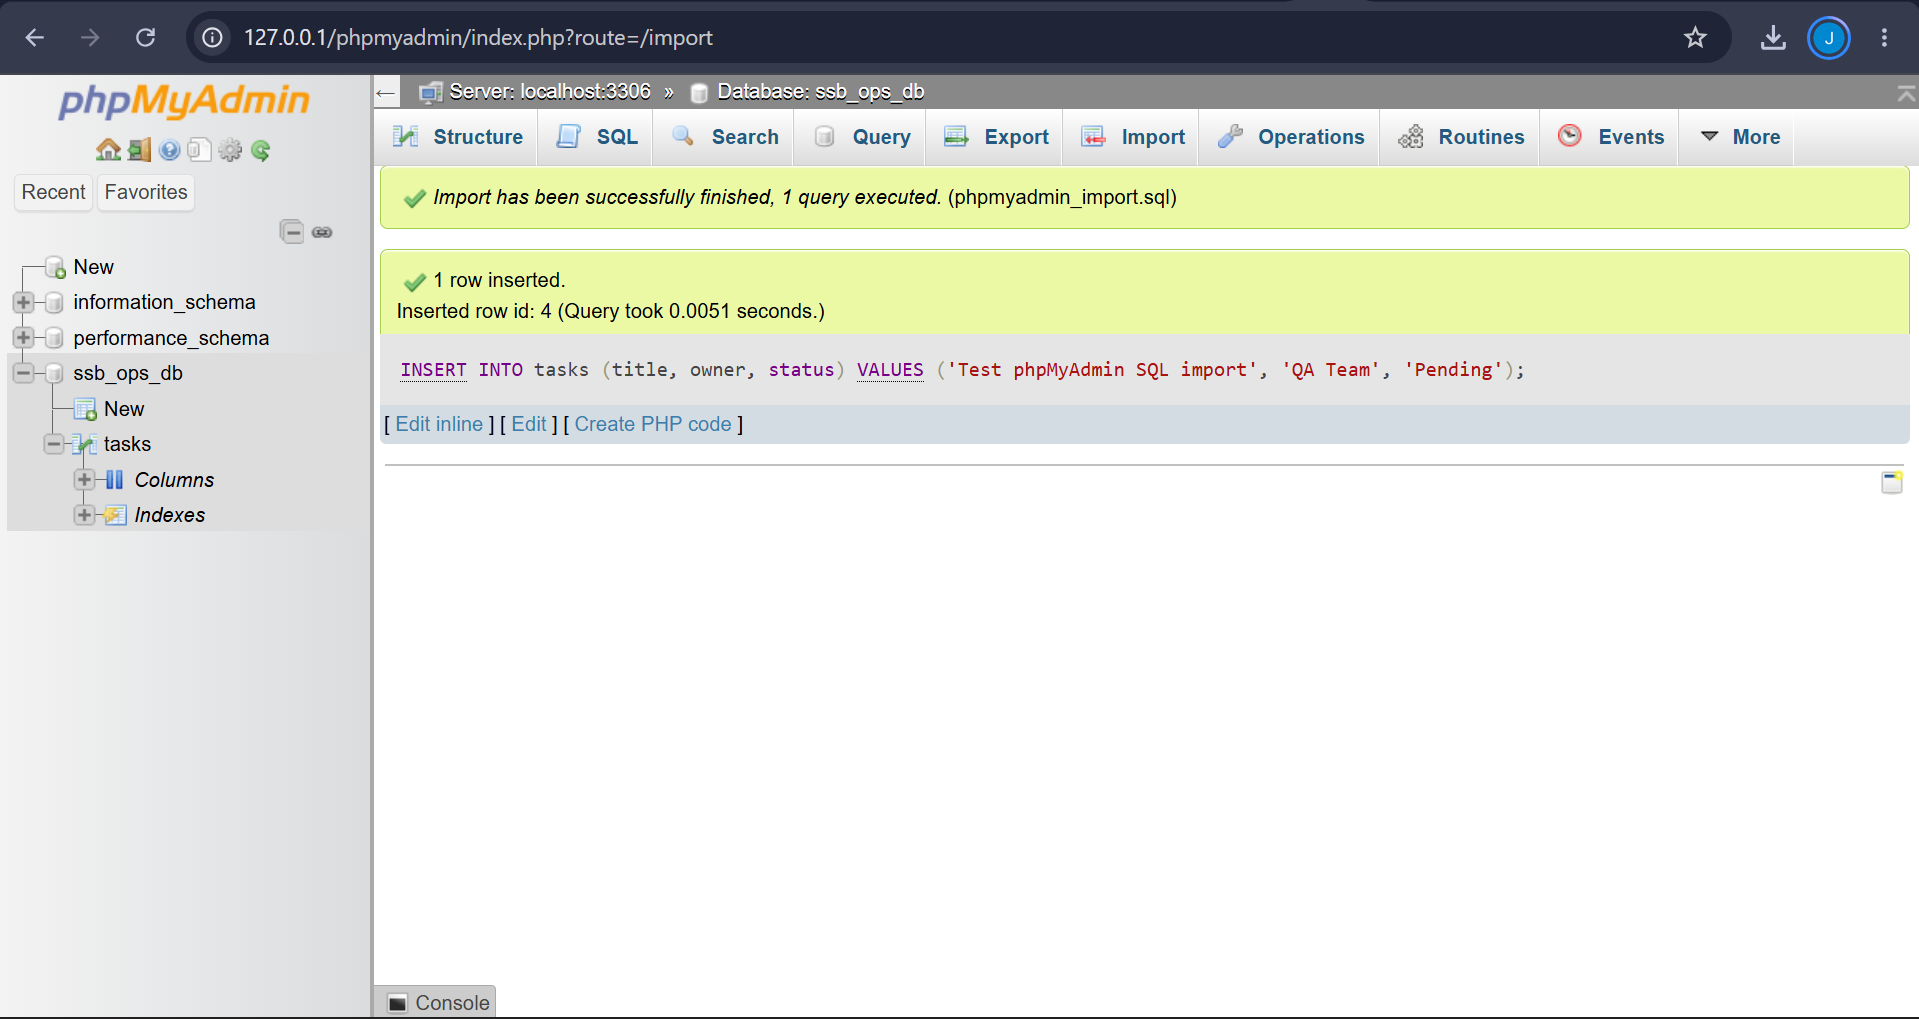 127.0.0.1/phpmyadmin/index.php?route=/import
J
phpMyAdmin
Recent
Favorites
New
information_schema
performance_schema
ssb_ops_db
New
tasks
Columns
Indexes
Server: localhost:3306 » Database: ssb_ops_db
Structure SQL Search Query Export Import Operations Routines Events More
Import has been successfully finished, 1 query executed. (phpmyadmin_import.sql)
1 row inserted.
Inserted row id: 4 (Query took 0.0051 seconds.)
INSERT INTO tasks (title, owner, status) VALUES ('Test phpMyAdmin SQL import', 'QA Team', 'Pending');
[ Edit inline ] [ Edit ] [ Create PHP code ]
Console